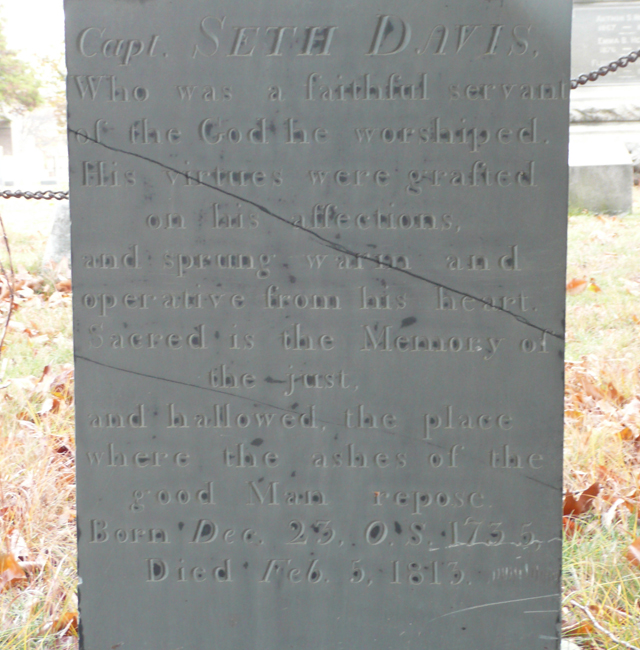 Capt. SETH DAVIS,
Who was a faithful servant
of the God he worshiped.
His virtues were grafted
on his affections,
and sprung warm and
operative from his heart.
Sacred is the Memory of
the just,
and hallowed, the place
where the ashes of the
good Man repose.
Born Dec. 23, O.S. 1735,
Died Feb. 5, 1813.